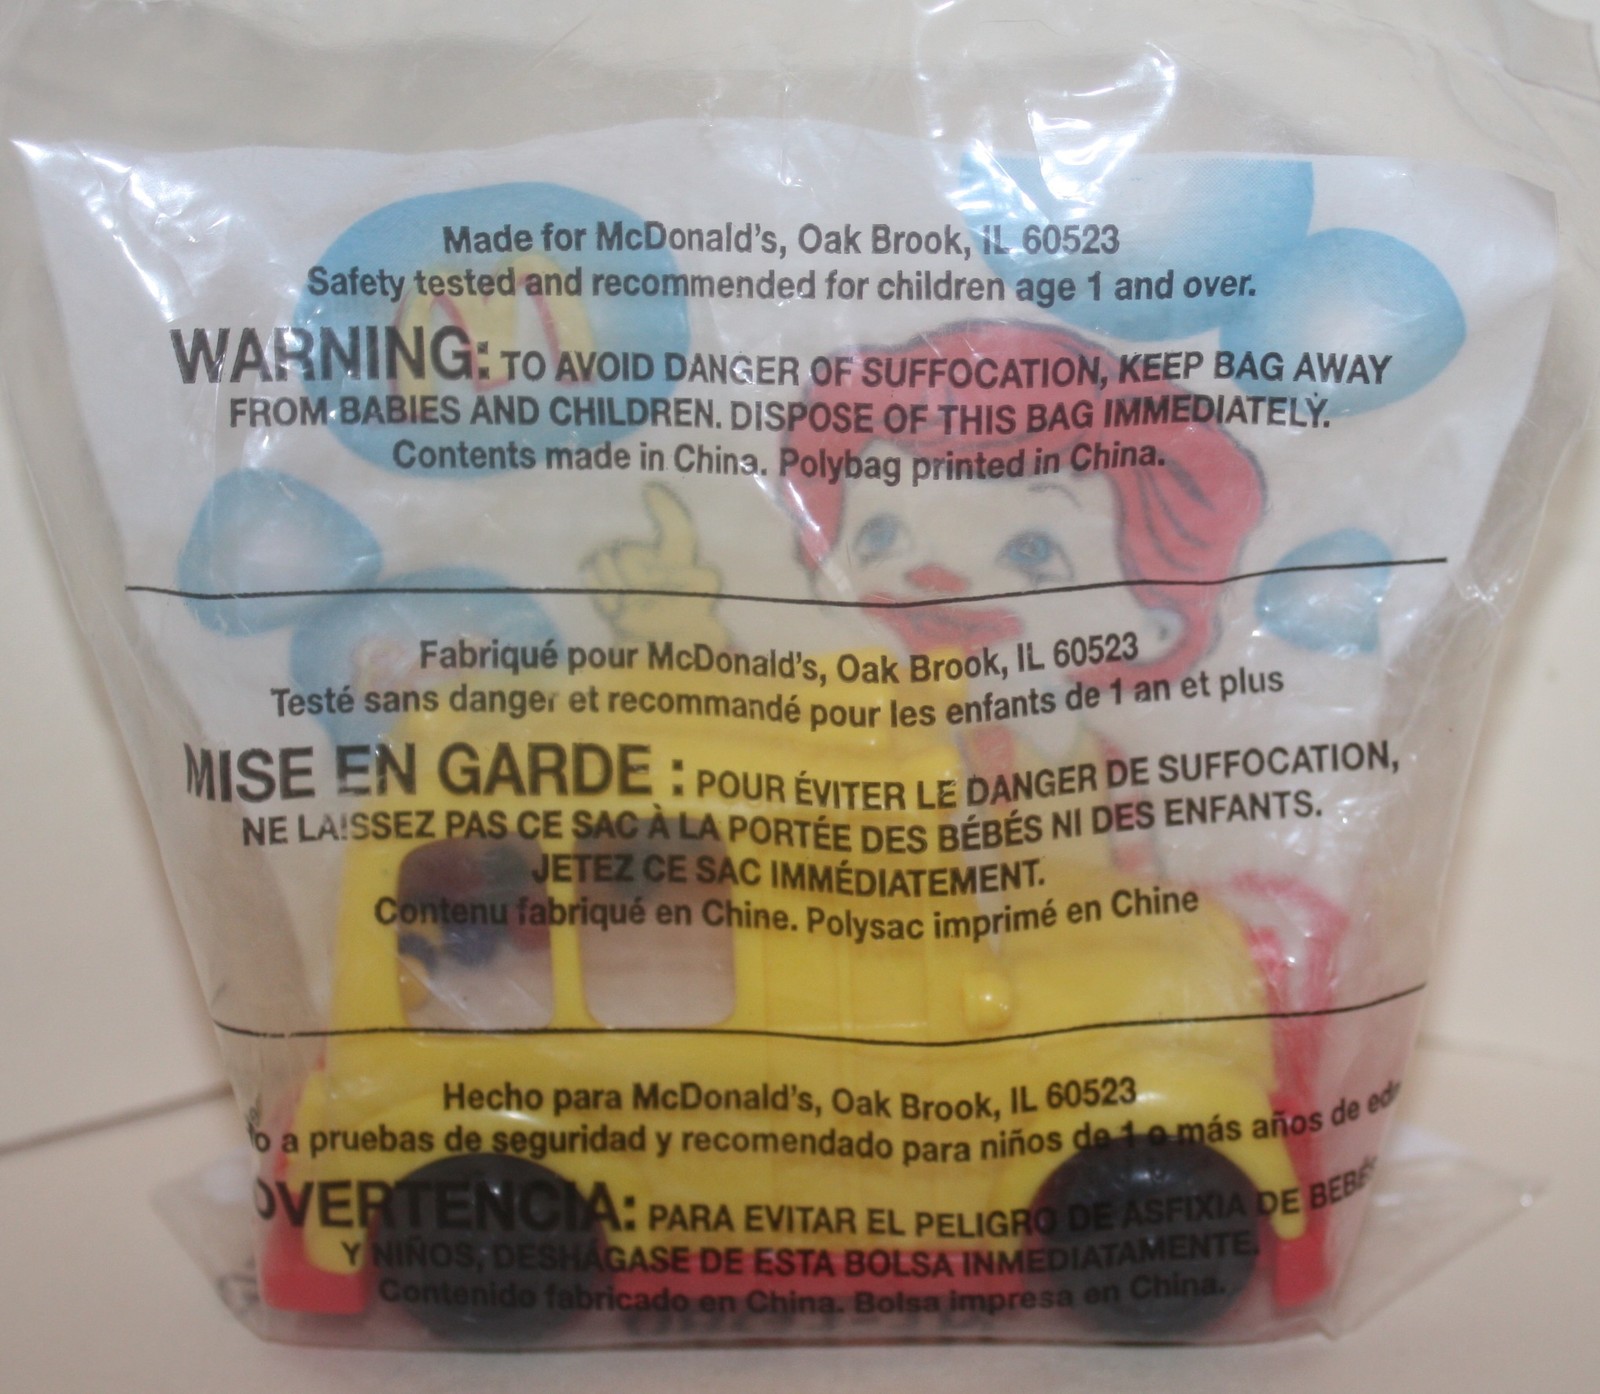 Made for McDonald's, Oak Brook, IL 60523
Safety tested and recommended for children age 1 and over.
WARNING: TO AVOID DANGER OF SUFFOCATION, KEEP BAG AWAY
FROM BABIES AND CHILDREN. DISPOSE OF THIS BAG IMMEDIATELY.
Contents made in China. Polybag printed in China.
Fabriqué pour McDonald's, Oak Brook, IL 60523
Testé sans danger et recommandé pour les enfants de 1 an et plus
MISE EN GARDE : POUR ÉVITER LE DANGER DE SUFFOCATION,
NE LAISSEZ PAS CE SAC À LA PORTÉE DES BÉBÉS NI DES ENFANTS.
JETEZ CE SAC IMMÉDIATEMENT.
Contenu fabriqué en Chine. Polysac imprimé en Chine
Hecho para McDonald's, Oak Brook, IL 60523
a pruebas de seguridad y recomendado para niños de 1 o más años de
PARA EVITAR EL PELIGRO DE ASFIXIA DE BEBÉS
Y NIÑOS, DESHÁGASE DE ESTA BOLSA INMEDIATAMENTE.
Contenido fabricado en China. Bolsa impresa en China.